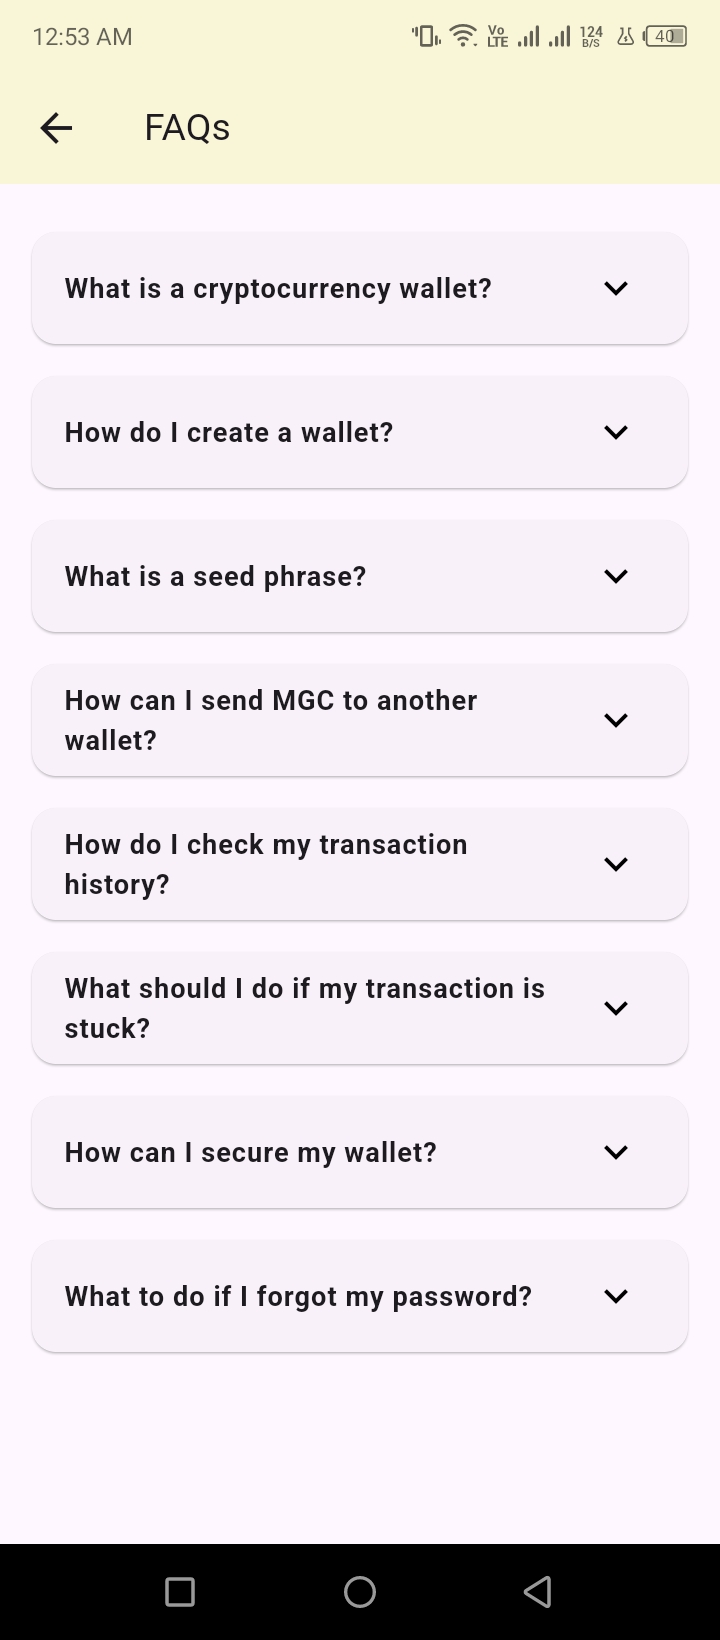 12:53 AM
Vo LTE
124 B/S
40
FAQs
What is a cryptocurrency wallet?
How do I create a wallet?
What is a seed phrase?
How can I send MGC to another
wallet?
How do I check my transaction
history?
What should I do if my transaction is
stuck?
How can I secure my wallet?
What to do if I forgot my password?